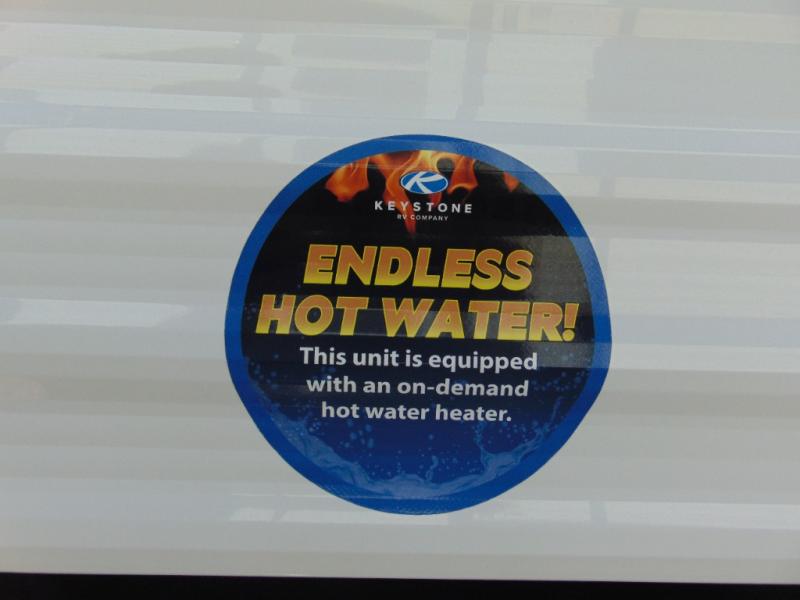 K
KEYSTONE
RV COMPANY
ENDLESS
HOT WATER!
This unit is equipped
with an on-demand
hot water heater.